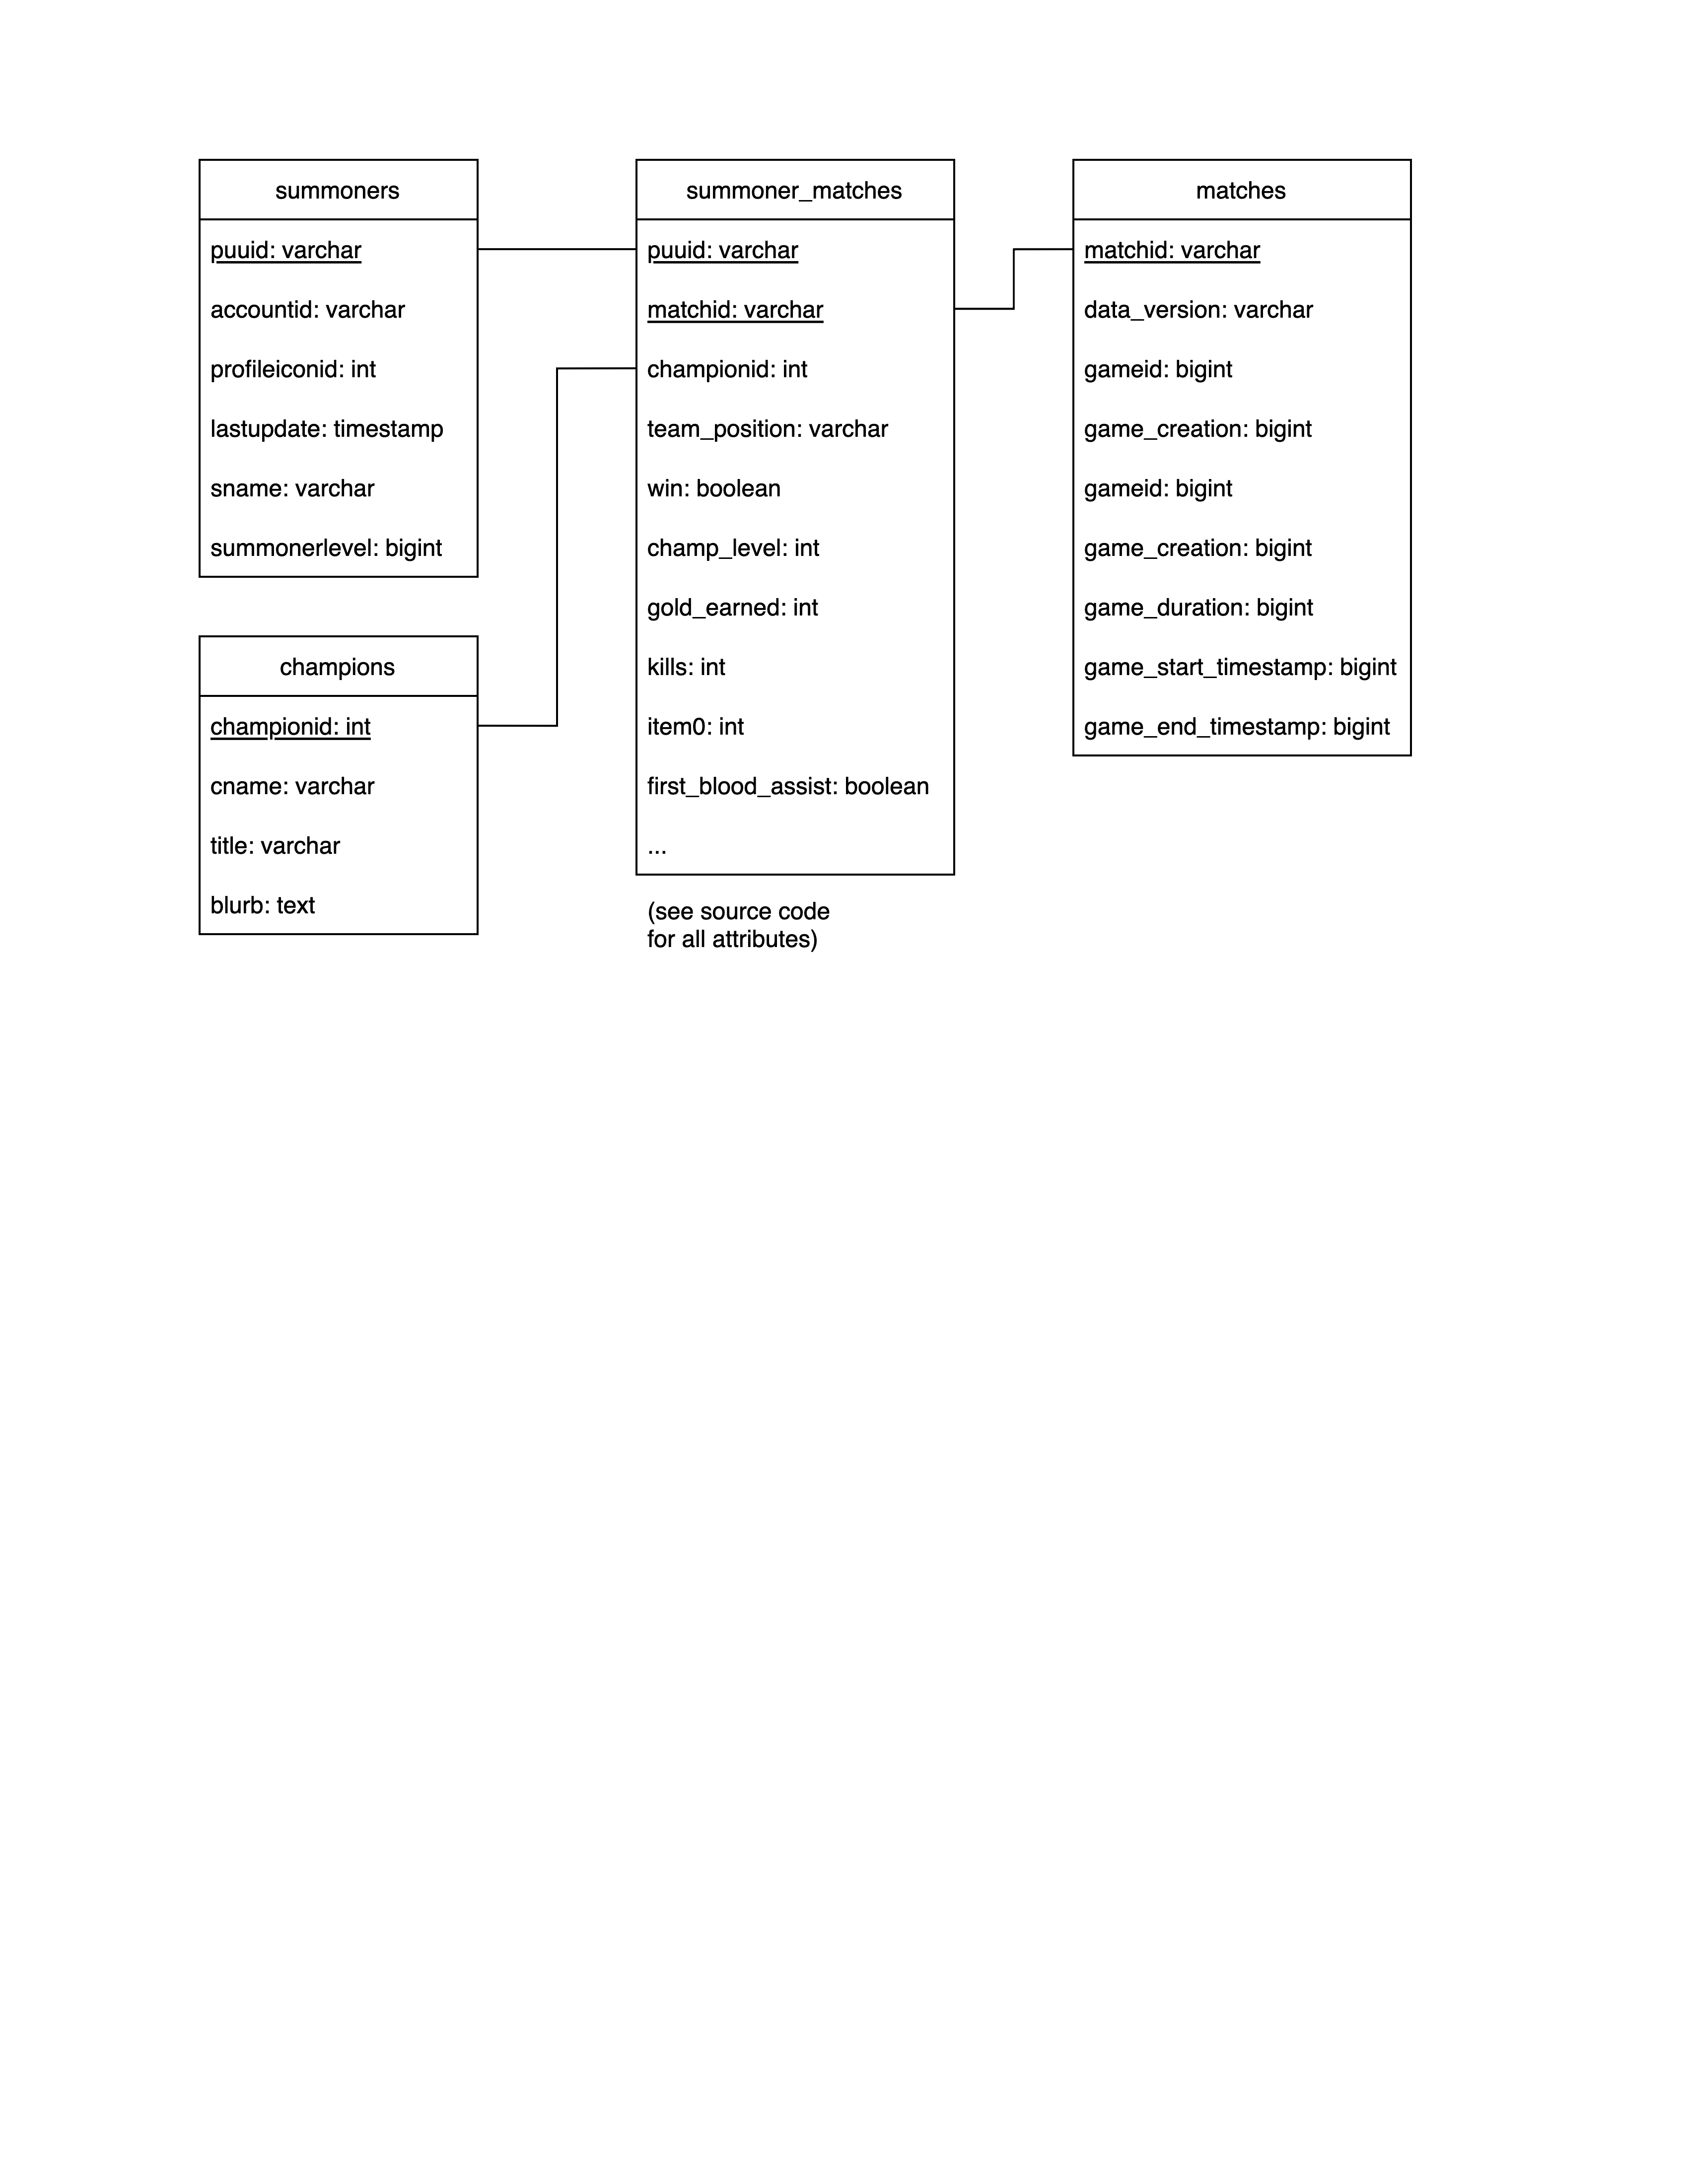 summoners
puuid: varchar
accountid: varchar
profileiconid: int
lastupdate: timestamp
sname: varchar
summonerlevel: bigint
champions
championid: int
cname: varchar
title: varchar
blurb: text
summoner_matches
puuid: varchar
matchid: varchar
championid: int
team_position: varchar
win: boolean
champ_level: int
gold_earned: int
kills: int
item0: int
first_blood_assist: boolean
...
(see source code
for all attributes)
matches
matchid: varchar
data_version: varchar
gameid: bigint
game_creation: bigint
gameid: bigint
game_creation: bigint
game_duration: bigint
game_start_timestamp: bigint
game_end_timestamp: bigint